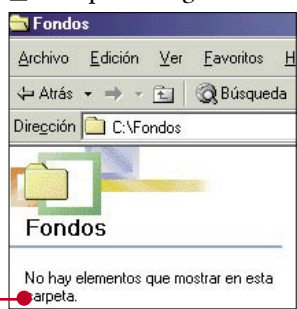 Fondos
Archivo Edición Ver Favoritos H
Atrás Búsqueda
Dirección C:\Fondos
Fondos
No hay elementos que mostrar en esta
carpeta.